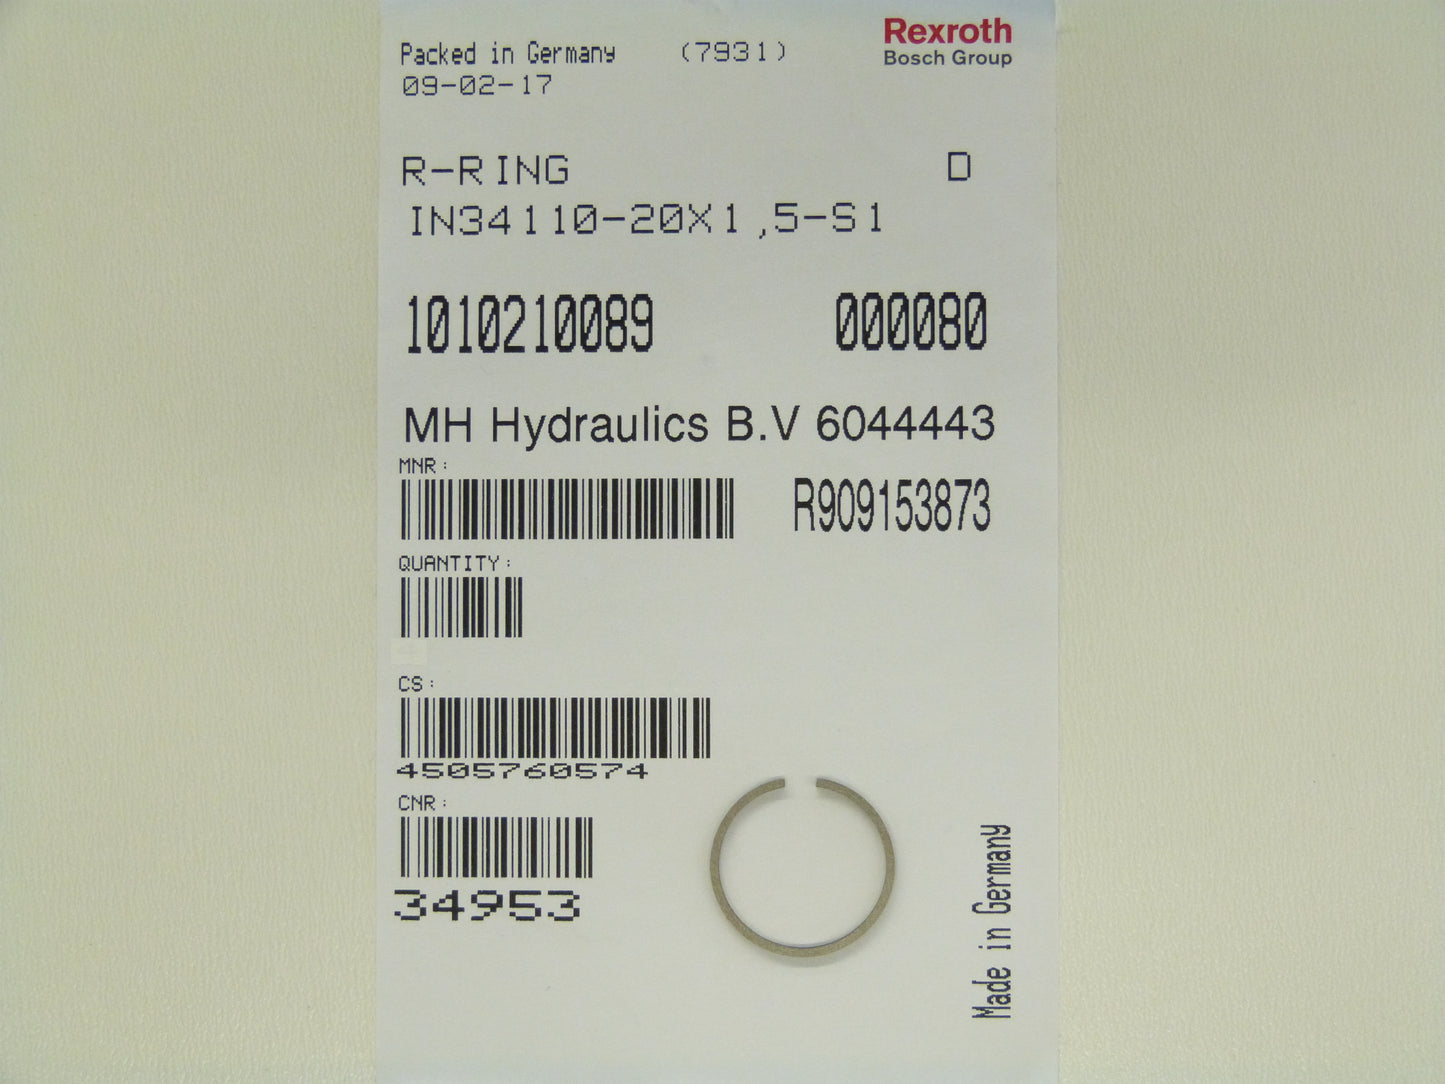 Rexroth
Bosch Group
Packed in Germany (7931)
09-02-17
R-RING D
IN34110-20X1,5-S1
1010210089 000080
MH Hydraulics B.V 6044443
MNR:
R909153873
QUANTITY:
CS:
4505760574
CNR:
34953
Made in Germany